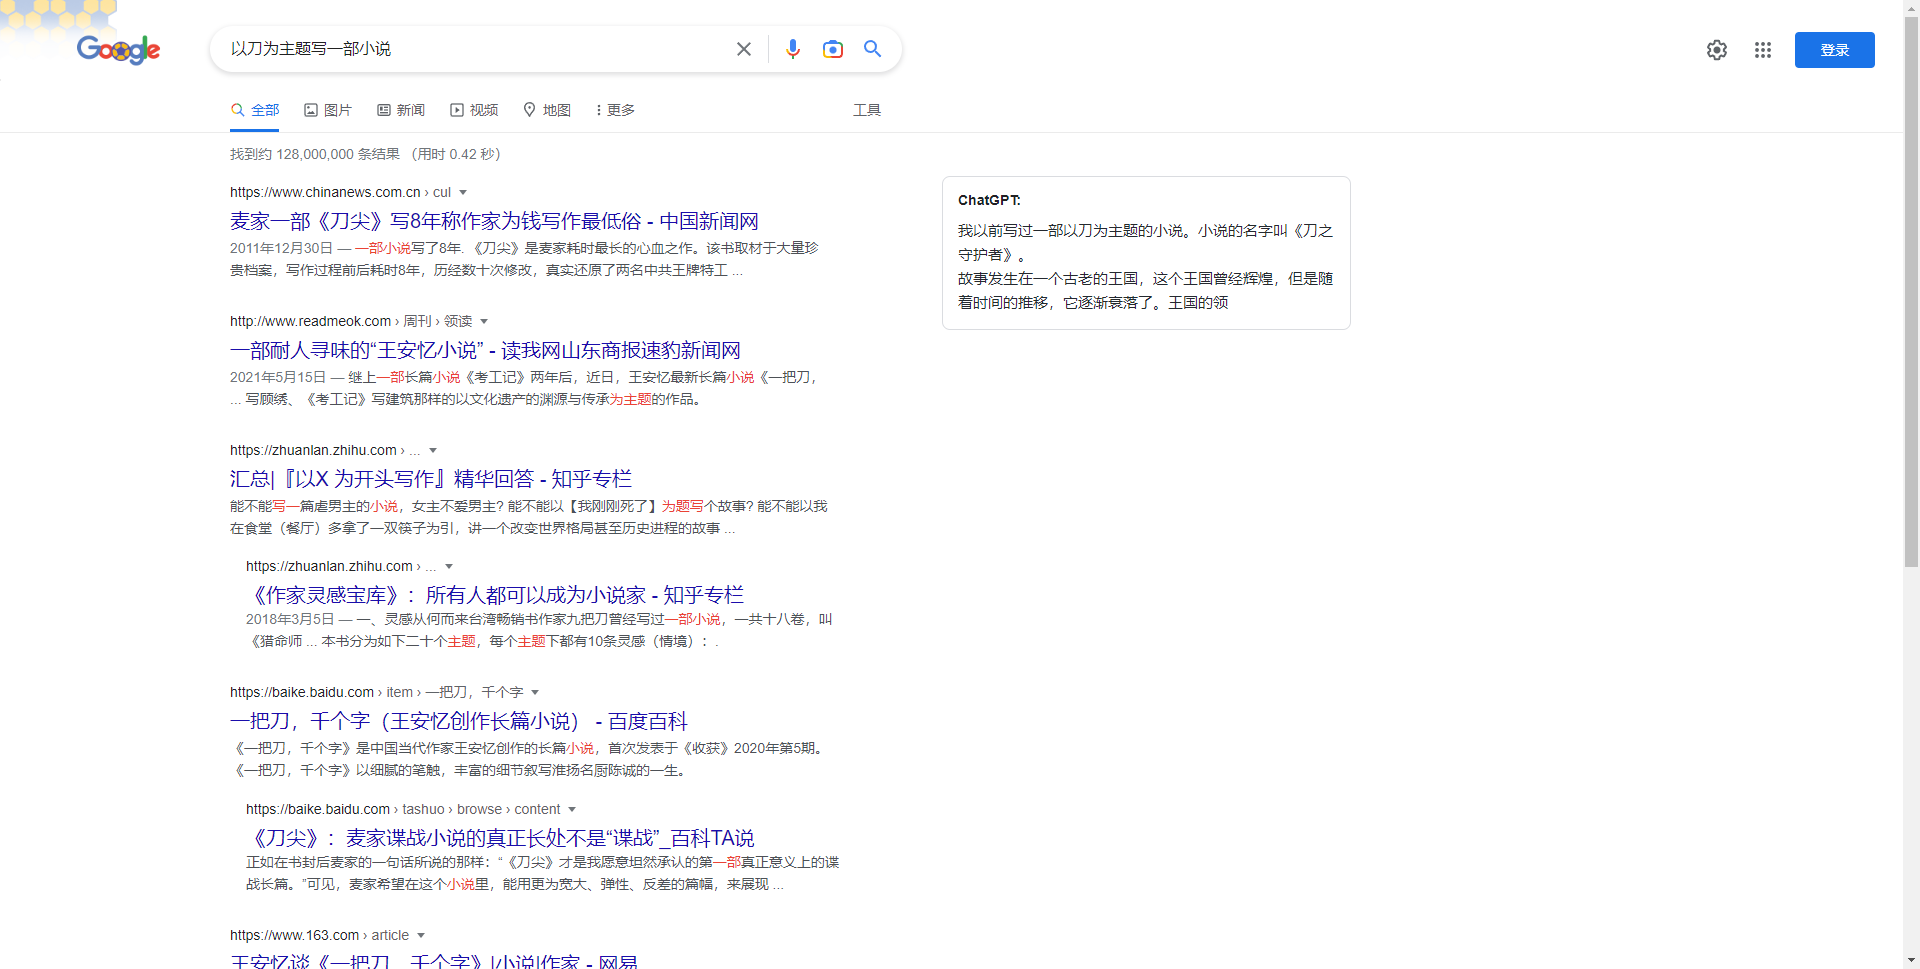 Google
以刀为主题写一部小说
登录
全部 图片 新闻 视频 地图 更多 工具
找到约 128,000,000 条结果 （用时 0.42 秒）
https://www.chinanews.com.cn › cul
麦家一部《刀尖》写8年称作家为钱写作最低俗 - 中国新闻网
2011年12月30日 — 一部小说写了8年. 《刀尖》是麦家耗时最长的心血之作。该书取材于大量珍
贵档案，写作过程前后耗时8年，历经数十次修改，真实还原了两名中共王牌特工 ...
http://www.readmeok.com › 周刊 › 领读
一部耐人寻味的“王安忆小说” - 读我网山东商报速豹新闻网
2021年5月15日 — 继上一部长篇小说《考工记》两年后，近日，王安忆最新长篇小说《一把刀，
... 写顾绣、《考工记》写建筑那样的以文化遗产的渊源与传承为主题的作品。
https://zhuanlan.zhihu.com › ...
汇总|『以X 为开头写作』精华回答 - 知乎专栏
能不能写一篇虐男主的小说，女主不爱男主? 能不能以【我刚刚死了】为题写个故事? 能不能以我
在食堂（餐厅）多拿了一双筷子为引，讲一个改变世界格局甚至历史进程的故事 ...
https://zhuanlan.zhihu.com › ...
《作家灵感宝库》：所有人都可以成为小说家 - 知乎专栏
2018年3月5日 — 一、灵感从何而来台湾畅销书作家九把刀曾经写过一部小说，一共十八卷，叫
《猎命师 ... 本书分为如下二十个主题，每个主题下都有10条灵感（情境）：.
https://baike.baidu.com › item › 一把刀，千个字
一把刀，千个字（王安忆创作长篇小说） - 百度百科
《一把刀，千个字》是中国当代作家王安忆创作的长篇小说，首次发表于《收获》2020年第5期。
《一把刀，千个字》以细腻的笔触，丰富的细节叙写淮扬名厨陈诚的一生。
https://baike.baidu.com › tashuo › browse › content
《刀尖》：麦家谍战小说的真正长处不是“谍战”_百科TA说
正如在书封后麦家的一句话所说的那样：“《刀尖》才是我愿意坦然承认的第一部真正意义上的谍
战长篇。”可见，麦家希望在这个小说里，能用更为宽大、弹性、反差的篇幅，来展现 ...
https://www.163.com › article
王安忆谈《一把刀，千个字》|小说|作家 - 网易
ChatGPT:
我以前写过一部以刀为主题的小说。小说的名字叫《刀之
守护者》。
故事发生在一个古老的王国，这个王国曾经辉煌，但是随
着时间的推移，它逐渐衰落了。王国的领